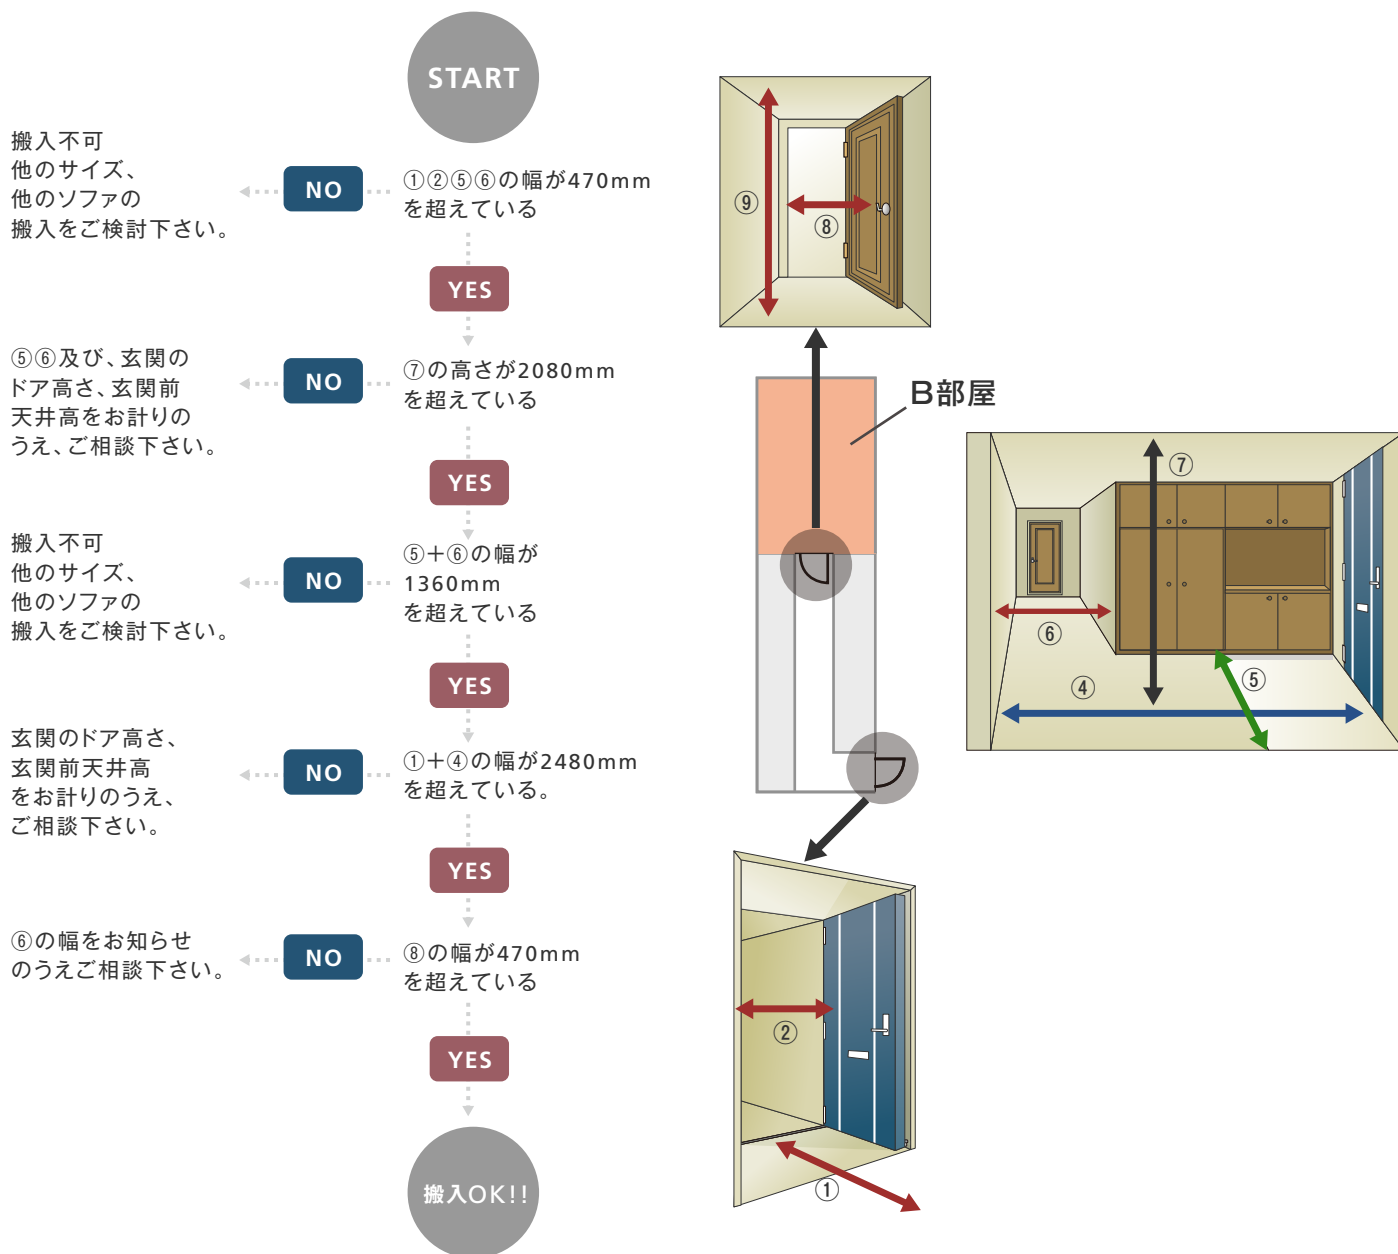 START
搬入不可
他のサイズ、
他のソファの
搬入をご検討下さい。
NO
①②⑤⑥の幅が470mm
を超えている
YES
⑤⑥及び、玄関の
ドア高さ、玄関前
天井高をお計りの
うえ、ご相談下さい。
NO
⑦の高さが2080mm
を超えている
YES
搬入不可
他のサイズ、
他のソファの
搬入をご検討下さい。
NO
⑤＋⑥の幅が
1360mm
を超えている
YES
玄関のドア高さ、
玄関前天井高
をお計りのうえ、
ご相談下さい。
NO
①＋④の幅が2480mm
を超えている。
YES
⑥の幅をお知らせ
のうえご相談下さい。
NO
⑧の幅が470mm
を超えている
YES
搬入OK!!
⑨
⑧
B部屋
⑦
⑥
④
⑤
②
①